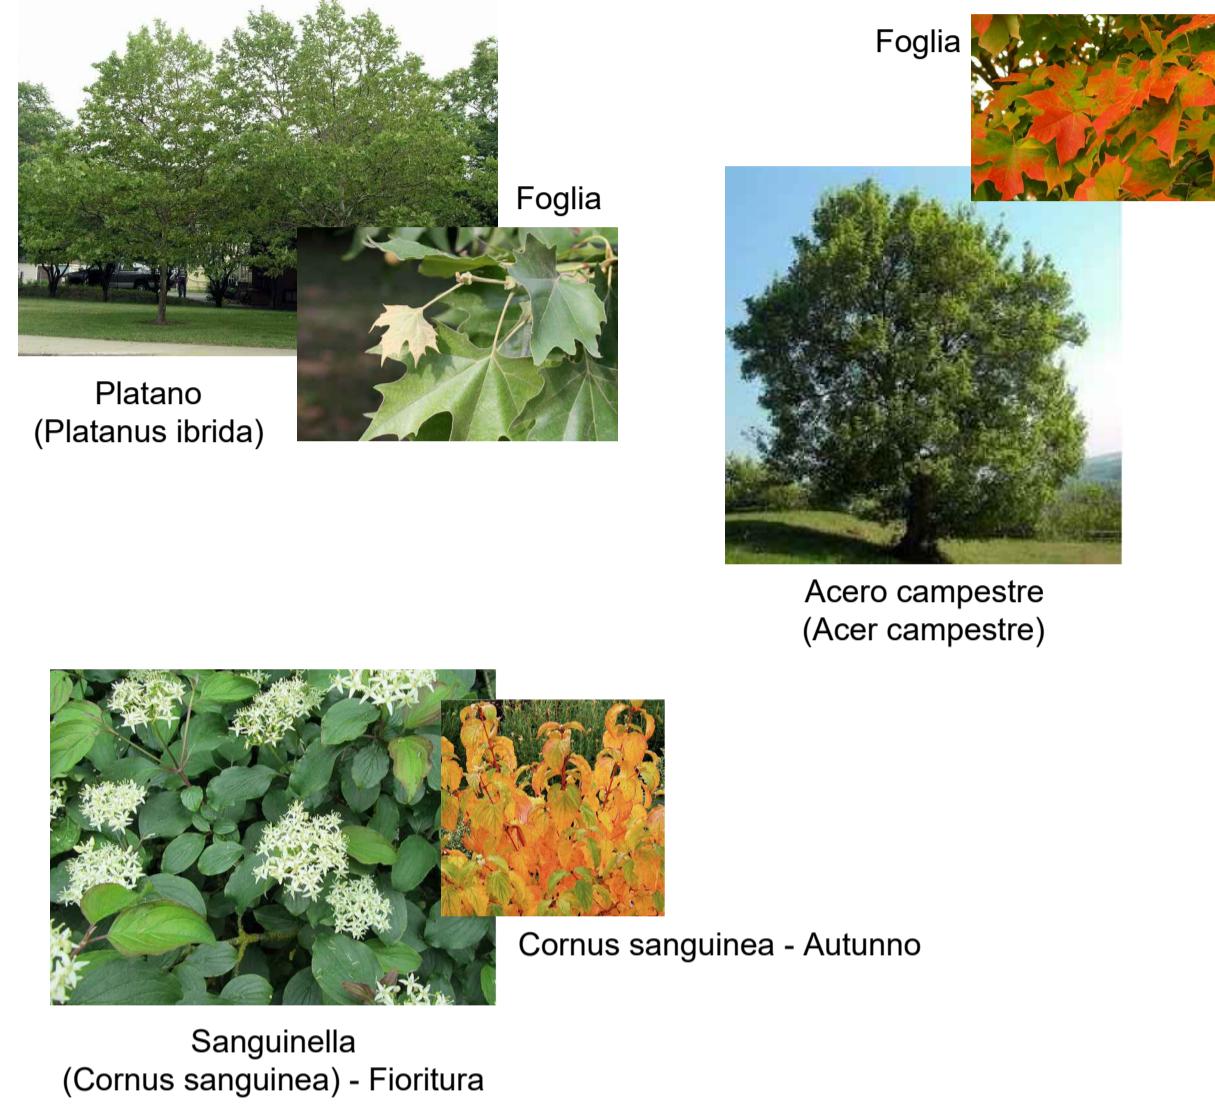 Foglia
Foglia
Platano
(Platanus ibrida)
Acero campestre
(Acer campestre)
Cornus sanguinea - Autunno
Sanguinella
(Cornus sanguinea) - Fioritura